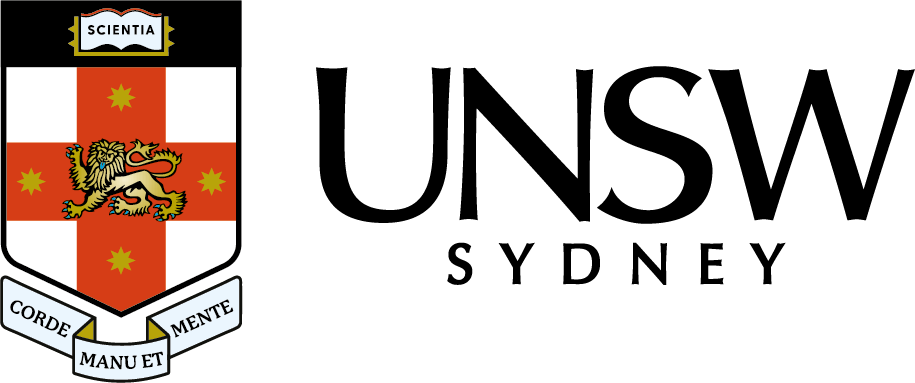 SCIENTIA
UNSW
SYDNEY
CORDE
MANU ET
MENTE